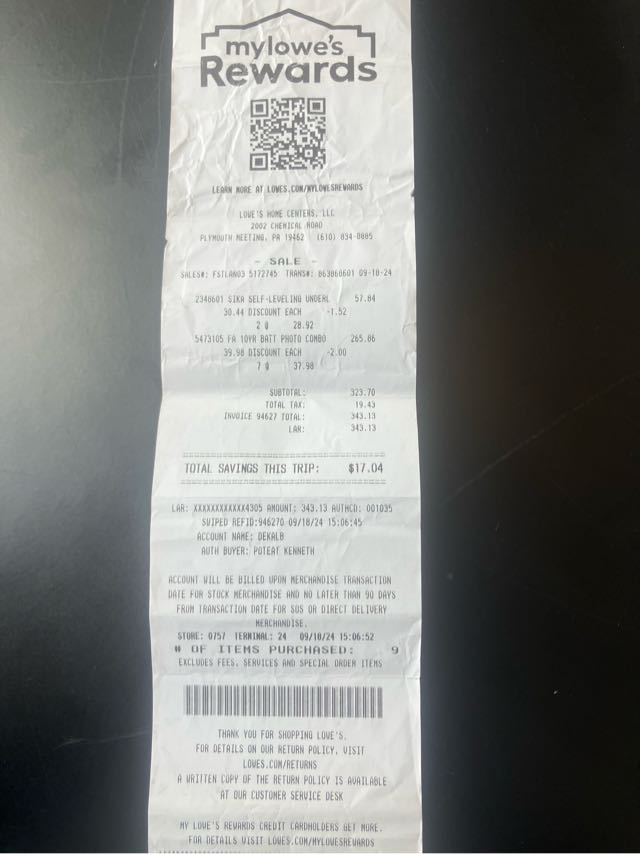 mylowe's
Rewards
LEARN MORE AT LOWES.COM/MYLOWESREWARDS
LOWE'S HOME CENTERS, LLC
2002 CHEMICAL ROAD
PLYMOUTH MEETING, PA 19462 (610) 834-0805
- SALE -
SALES#: FSTLAN03 5172745 TRANS#: 863060601 09-18-24
2348601 SIKA SELF-LEVELING UNDERL 57.84
30.44 DISCOUNT EACH -1.52
2 @ 28.92
5473105 FA 10YR BATT PHOTO COMBO 265.86
39.98 DISCOUNT EACH -2.00
7 @ 37.98
SUBTOTAL: 323.70
TOTAL TAX: 19.43
INVOICE 94627 TOTAL: 343.13
LAR: 343.13
TOTAL SAVINGS THIS TRIP: $17.04
LAR: XXXXXXXXXXXX4305 AMOUNT: 343.13 AUTHCD: 001035
SWIPED REFID:946270 09/18/24 15:06:45
ACCOUNT NAME: DEKALB
AUTH BUYER: POTEAT KENNETH
ACCOUNT WILL BE BILLED UPON MERCHANDISE TRANSACTION
DATE FOR STOCK MERCHANDISE AND NO LATER THAN 90 DAYS
FROM TRANSACTION DATE FOR SOS OR DIRECT DELIVERY
MERCHANDISE.
STORE: 0757 TERMINAL: 24 09/18/24 15:06:52
# OF ITEMS PURCHASED: 9
EXCLUDES FEES, SERVICES AND SPECIAL ORDER ITEMS
THANK YOU FOR SHOPPING LOWE'S.
FOR DETAILS ON OUR RETURN POLICY, VISIT
LOWES.COM/RETURNS
A WRITTEN COPY OF THE RETURN POLICY IS AVAILABLE
AT OUR CUSTOMER SERVICE DESK
MY LOWE'S REWARDS CREDIT CARDHOLDERS GET MORE.
FOR DETAILS VISIT LOWES.COM/MYLOWESREWARDS